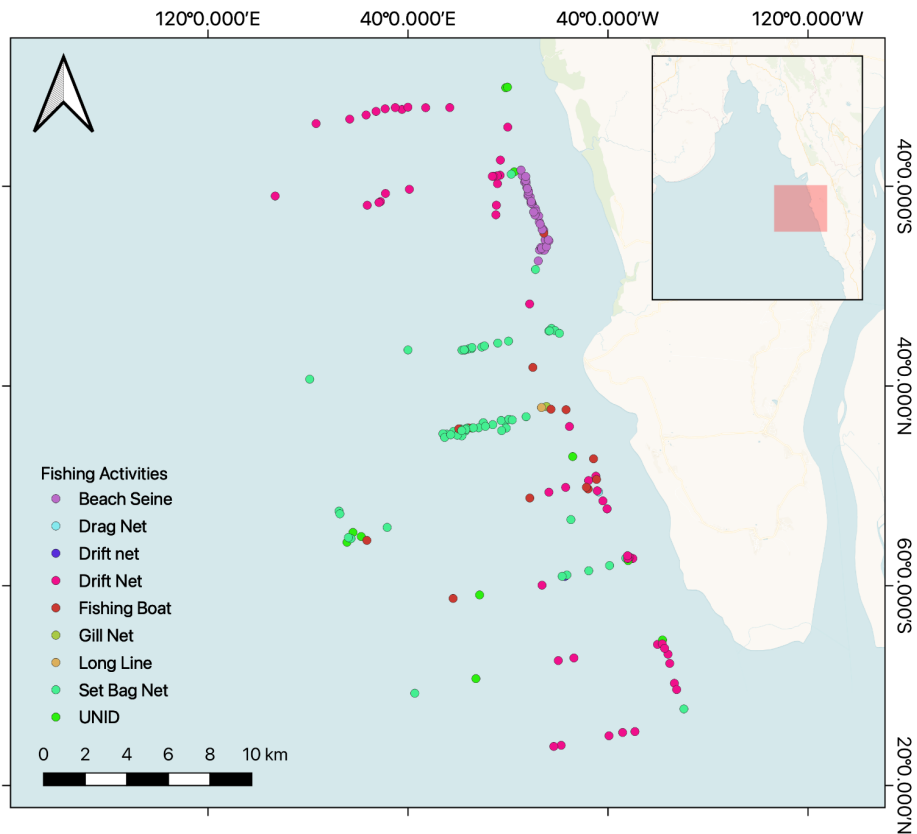 120°0.000'E 40°0.000'E 40°0.000'W 120°0.000'W
40°0.000'S
40°0.000'N
60°0.000'S
20°0.000'N
Fishing Activities
Beach Seine
Drag Net
Drift net
Drift Net
Fishing Boat
Gill Net
Long Line
Set Bag Net
UNID
0 2 4 6 8 10 km